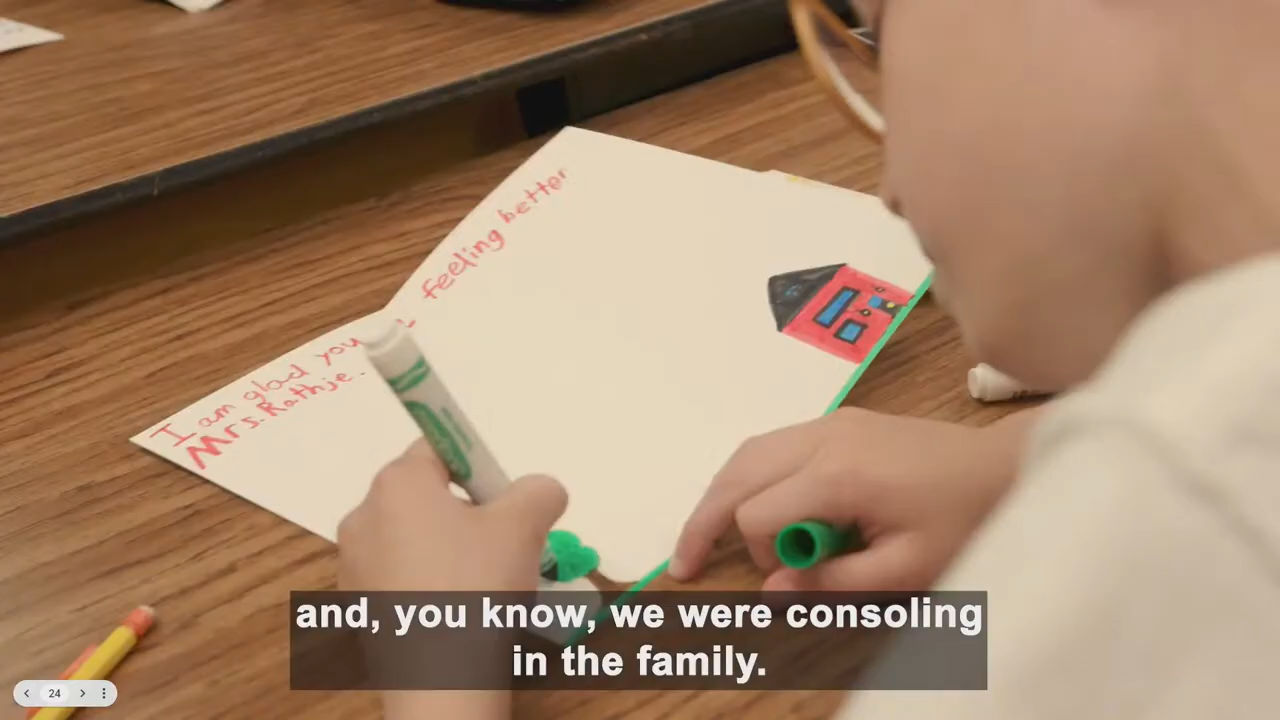 I am glad you feeling better
Mrs. Rathje.
and, you know, we were consoling
in the family.
24